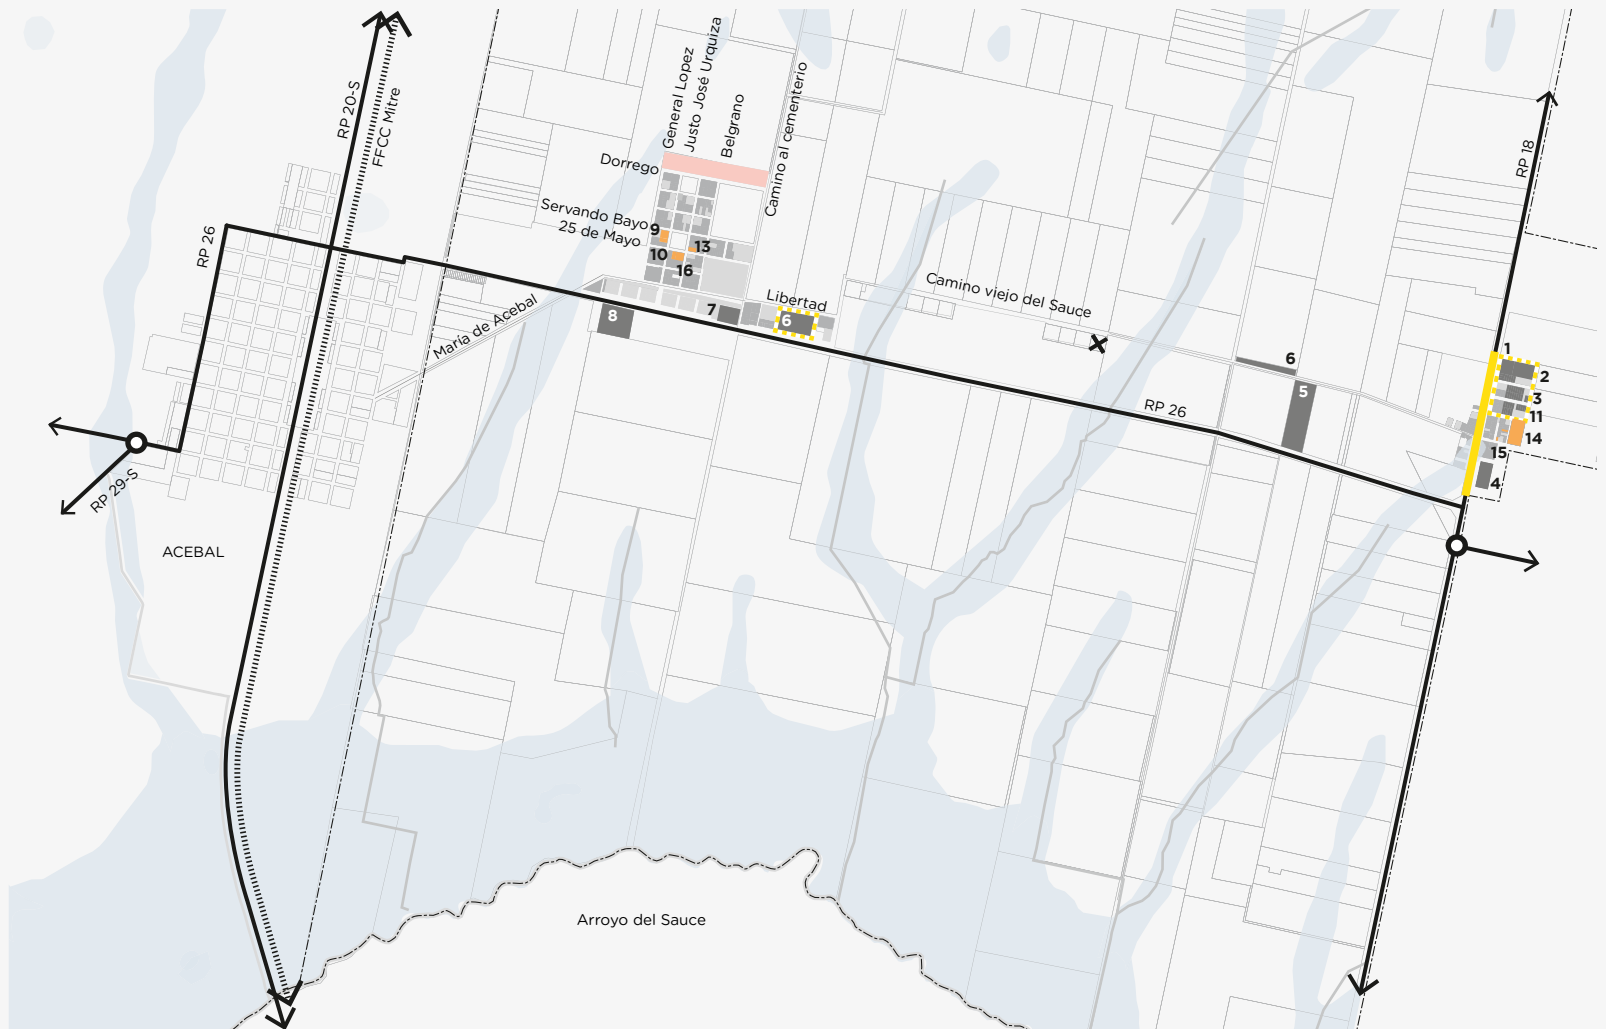 RP 20-S
FFCC Mitre
General Lopez
Justo José Urquiza
Belgrano
Camino al cementerio
RP 18
Dorrego
Servando Bayo
25 de Mayo
9
10
13
16
RP 26
María de Acebal
8
7
Libertad
6
Camino viejo del Sauce
6
5
RP 26
1
2
3
11
14
15
4
RP 29-S
ACEBAL
Arroyo del Sauce